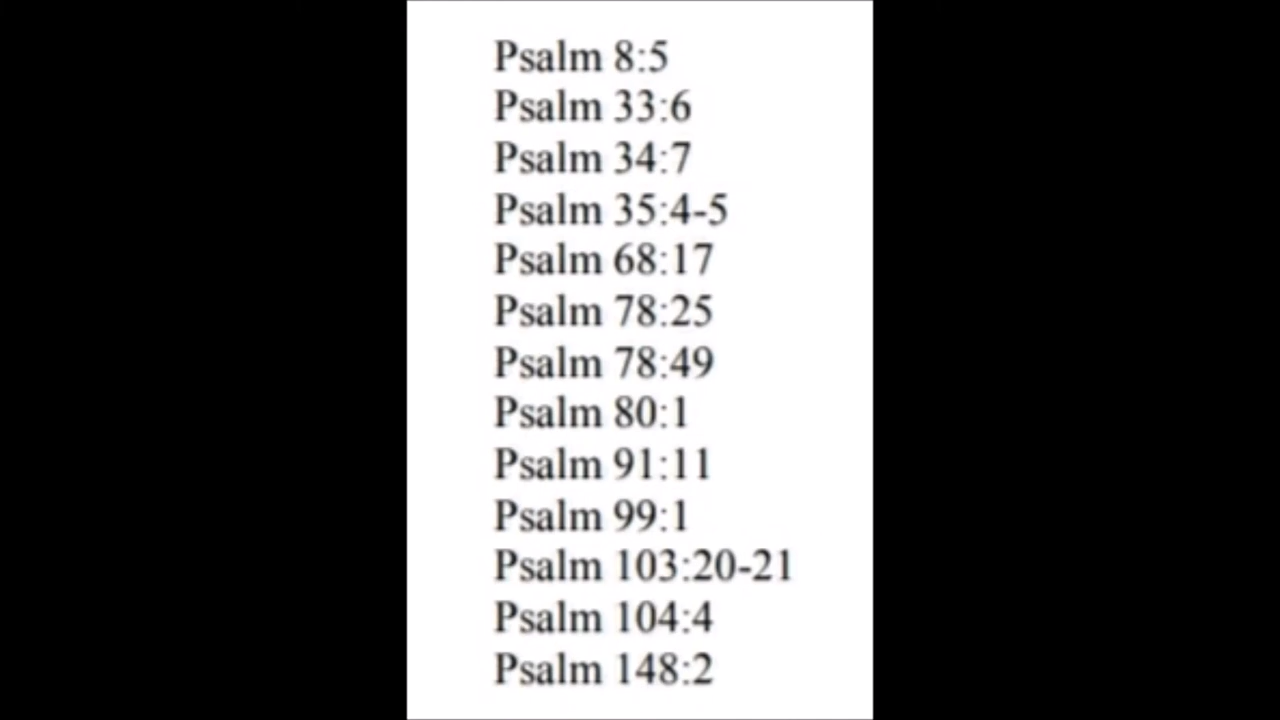 Psalm 8:5
Psalm 33:6
Psalm 34:7
Psalm 35:4-5
Psalm 68:17
Psalm 78:25
Psalm 78:49
Psalm 80:1
Psalm 91:11
Psalm 99:1
Psalm 103:20-21
Psalm 104:4
Psalm 148:2